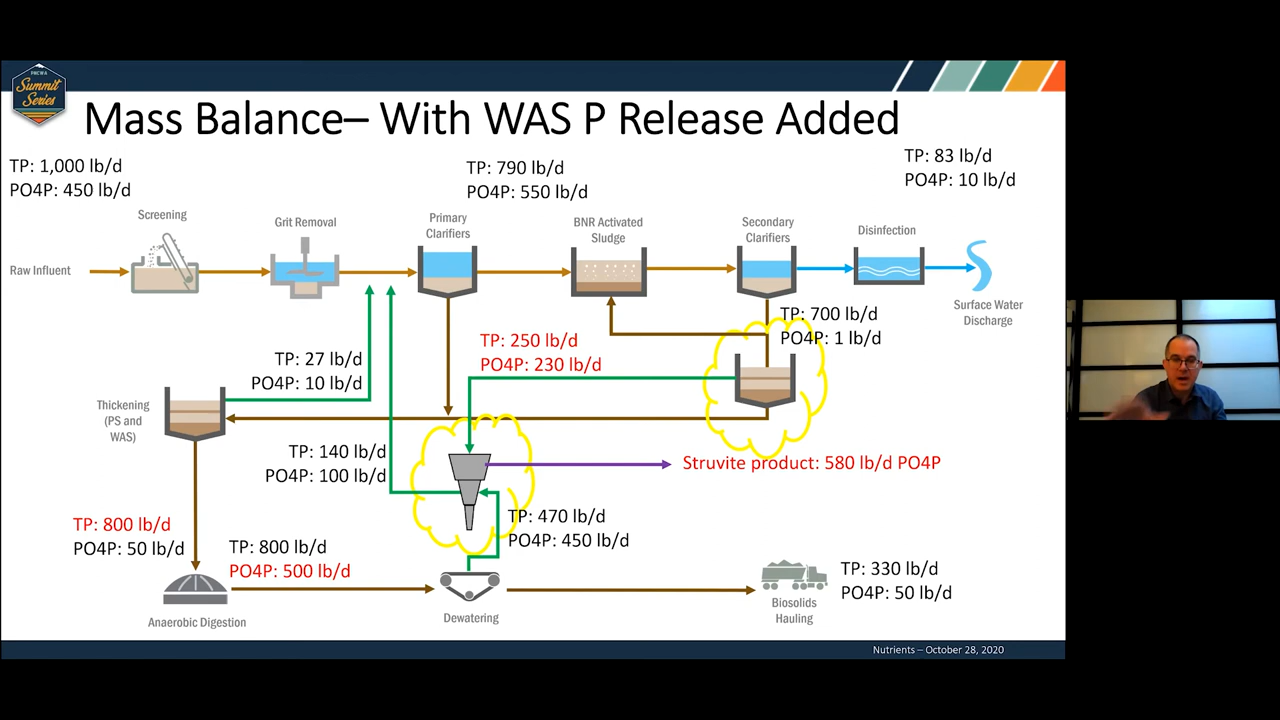 PNCWA
Summit
Series
Mass Balance– With WAS P Release Added
TP: 1,000 lb/d
PO4P: 450 lb/d
TP: 790 lb/d
PO4P: 550 lb/d
TP: 83 lb/d
PO4P: 10 lb/d
Screening
Grit Removal
Primary
Clarifiers
BNR Activated
Sludge
Secondary
Clarifiers
Disinfection
Raw Influent
Surface Water
Discharge
TP: 700 lb/d
PO4P: 1 lb/d
TP: 250 lb/d
PO4P: 230 lb/d
TP: 27 lb/d
PO4P: 10 lb/d
Thickening
(PS and
WAS)
TP: 140 lb/d
PO4P: 100 lb/d
Struvite product: 580 lb/d PO4P
TP: 800 lb/d
PO4P: 50 lb/d
TP: 800 lb/d
PO4P: 500 lb/d
TP: 470 lb/d
PO4P: 450 lb/d
TP: 330 lb/d
PO4P: 50 lb/d
Anaerobic Digestion
Dewatering
Biosolids
Hauling
Nutrients – October 28, 2020